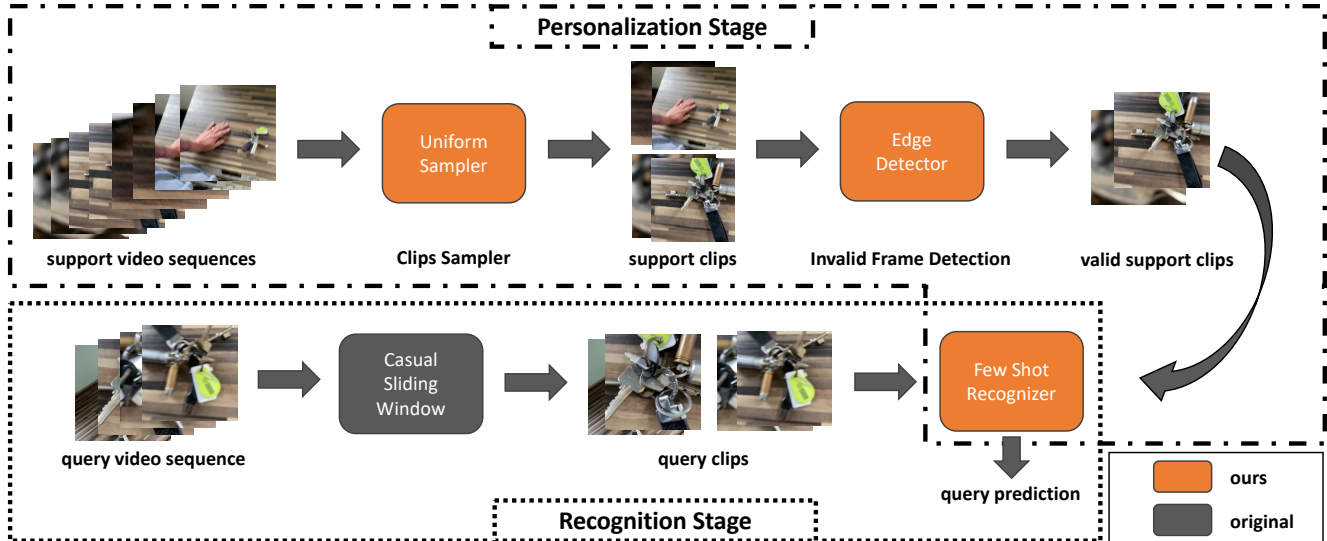 Personalization Stage
Uniform
Sampler
Edge
Detector
support video sequences
Clips Sampler
support clips
Invalid Frame Detection
valid support clips
Casual
Sliding
Window
Few Shot
Recognizer
query video sequence
query clips
query prediction
Recognition Stage
ours
original